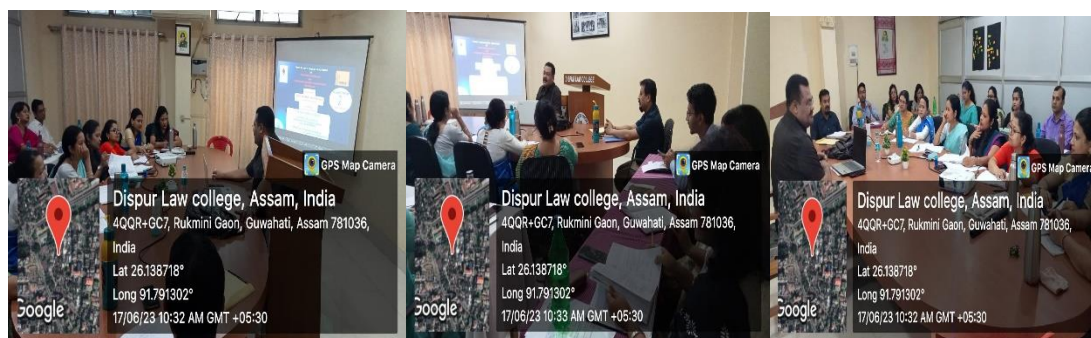 GPS Map Camera
Dispur Law college, Assam, India
4QQR+GC7, Rukmini Gaon, Guwahati, Assam 781036,
India
Lat 26.138718°
Long 91.791302°
17/06/23 10:32 AM GMT +05:30
Google
DISPUR LAW COLLEGE
GPS Map Camera
Dispur Law college, Assam, India
4QQR+GC7, Rukmini Gaon, Guwahati, Assam 781036,
India
Lat 26.138718°
Long 91.791302°
17/06/23 10:33 AM GMT +05:30
Google
GPS Map Camera
Dispur Law college, Assam, India
4QQR+GC7, Rukmini Gaon, Guwahati, Assam 781036,
India
Lat 26.138718°
Long 91.791302°
17/06/23 10:32 AM GMT +05:30
Google